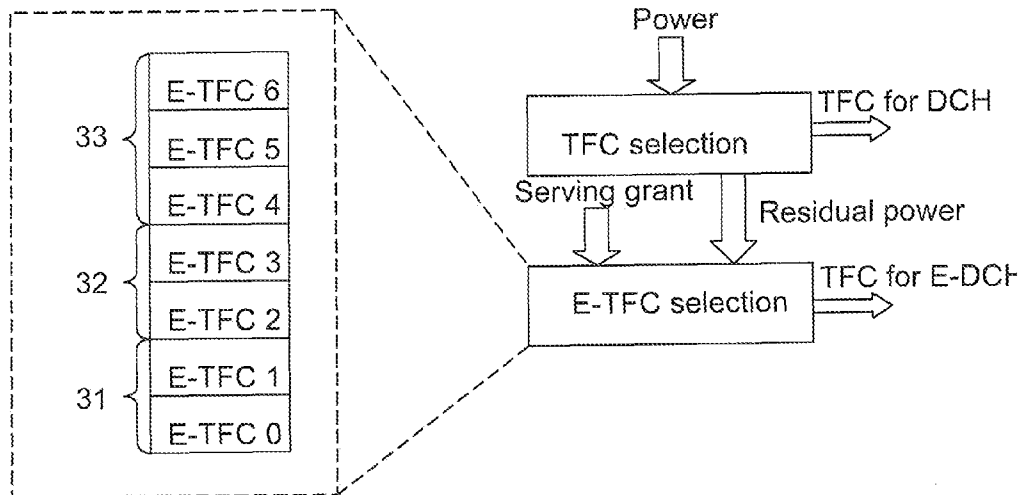 33
32
31
E-TFC 6
E-TFC 5
E-TFC 4
E-TFC 3
E-TFC 2
E-TFC 1
E-TFC 0
Power
TFC selection
TFC for DCH
Serving grant
Residual power
E-TFC selection
TFC for E-DCH